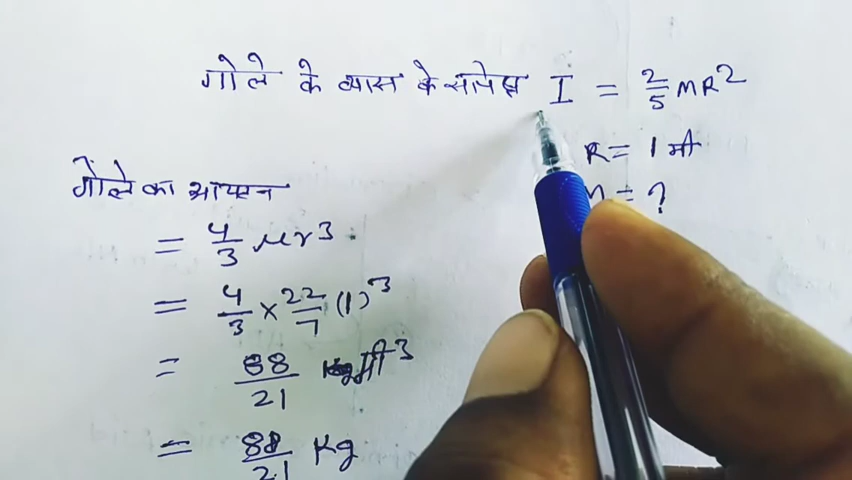 गोले के व्यास के सापेक्ष I = 2/5 MR²
R = 1 मी
M = ?
गोले का आयतन
= 4/3 πr³
= 4/3 × 22/7 (1)³
= 88/21 मी³
= 88/21 Kg